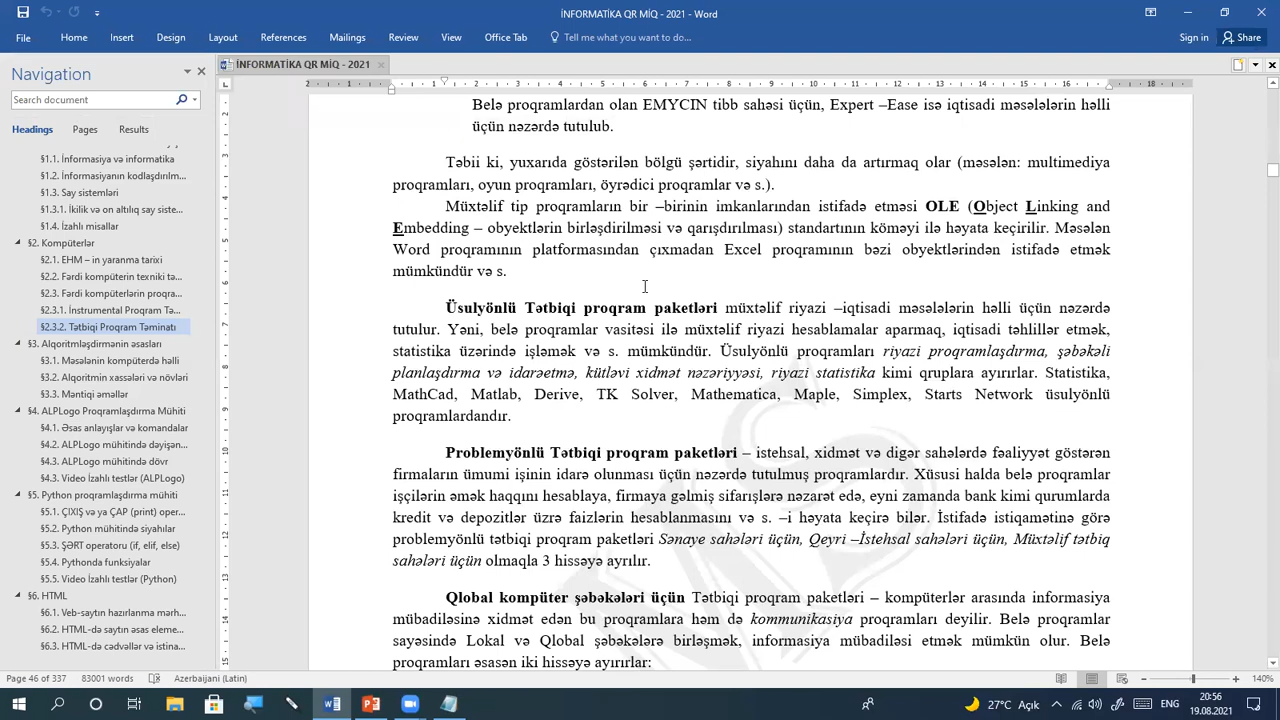 İNFORMATİKA QR MİQ - 2021 - Word
File Home Insert Design Layout References Mailings Review View Office Tab Tell me what you want to do... Sign in Share
Navigation
İNFORMATİKA QR MİQ - 2021
Search document
Headings Pages Results
§1.1. İnformasiya və informatika
§1.2. İnformasiyanın kodlaşdırılm...
§1.3. Say sistemləri
§1.3.1. İkilik və on altılıq say siste...
§1.4. İzahlı misallar
§2. Kompüterlər
§2.1. EHM – in yaranma tarixi
§2.2. Fərdi kompüterin texniki tə...
§2.3. Fərdi kompüterlərin proqra...
§2.3.1. İnstrumental Proqram Tə...
§2.3.2. Tətbiqi Proqram Təminatı
§3. Alqoritmləşdirmənin əsasları
§3.1. Məsələnin kompüterdə həlli
§3.2. Alqoritmin xassələri və növləri
§3.3. Məntiqi əməllər
§4. ALPLogo Proqramlaşdırma Mühiti
§4.1. Əsas anlayışlar və komandalar
§4.2. ALPLogo mühitində dəyişən...
§4.3. ALPLogo mühitində dövr
§4.3. Video İzahlı testlər (ALPLogo)
§5. Python proqramlaşdırma mühiti
§5.1. ÇIXIŞ və ya ÇAP (print) oper...
§5.2. Python mühitində siyahılar
§5.3. ŞƏRT operatoru (if, elif, else)
§5.4. Pythonda funksiyalar
§5.5. Video İzahlı testlər (Python)
§6. HTML
§6.1. Veb-saytın hazırlanma mərh...
§6.2. HTML-də saytın əsas eleme...
§6.3. HTML-də cədvəllər və istina...
Belə proqramlardan olan EMYCIN tibb sahəsi üçün, Expert –Ease isə iqtisadi məsələlərin həlli
üçün nəzərdə tutulub.
Təbii ki, yuxarıda göstərilən bölgü şərtidir, siyahını daha da artırmaq olar (məsələn: multimediya
proqramları, oyun proqramları, öyrədici proqramlar və s.).
Müxtəlif tip proqramların bir –birinin imkanlarından istifadə etməsi OLE (Object Linking and
Embedding – obyektlərin birləşdirilməsi və qarışdırılması) standartının köməyi ilə həyata keçirilir. Məsələn
Word proqramının platformasından çıxmadan Excel proqramının bəzi obyektlərindən istifadə etmək
mümkündür və s.
Üsulyönlü Tətbiqi proqram paketləri müxtəlif riyazi –iqtisadi məsələlərin həlli üçün nəzərdə
tutulur. Yəni, belə proqramlar vasitəsi ilə müxtəlif riyazi hesablamalar aparmaq, iqtisadi təhlillər etmək,
statistika üzərində işləmək və s. mümkündür. Üsulyönlü proqramları riyazi proqramlaşdırma, şəbəkəli
planlaşdırma və idarəetmə, kütləvi xidmət nəzəriyyəsi, riyazi statistika kimi qruplara ayırırlar. Statistika,
MathCad, Matlab, Derive, TK Solver, Mathematica, Maple, Simplex, Starts Network üsulyönlü
proqramlardandır.
Problemyönlü Tətbiqi proqram paketləri – istehsal, xidmət və digər sahələrdə fəaliyyət göstərən
firmaların ümumi işinin idarə olunması üçün nəzərdə tutulmuş proqramlardır. Xüsusi halda belə proqramlar
işçilərin əmək haqqını hesablaya, firmaya gəlmiş sifarişlərə nəzarət edə, eyni zamanda bank kimi qurumlarda
kredit və depozitlər üzrə faizlərin hesablanmasını və s. –i həyata keçirə bilər. İstifadə istiqamətinə görə
problemyönlü tətbiqi proqram paketləri Sənaye sahələri üçün, Qeyri –İstehsal sahələri üçün, Müxtəlif tətbiq
sahələri üçün olmaqla 3 hissəyə ayrılır.
Qlobal kompüter şəbəkələri üçün Tətbiqi proqram paketləri – kompüterlər arasında informasiya
mübadiləsinə xidmət edən bu proqramlara həm də kommunikasiya proqramları deyilir. Belə proqramlar
sayəsində Lokal və Qlobal şəbəkələrə birləşmək, informasiya mübadiləsi etmək mümkün olur. Belə
proqramları əsasən iki hissəyə ayırırlar:
Page 46 of 337 83001 words Azerbaijani (Latin) 140%
27°C Açık ENG 20:56
19.08.2021